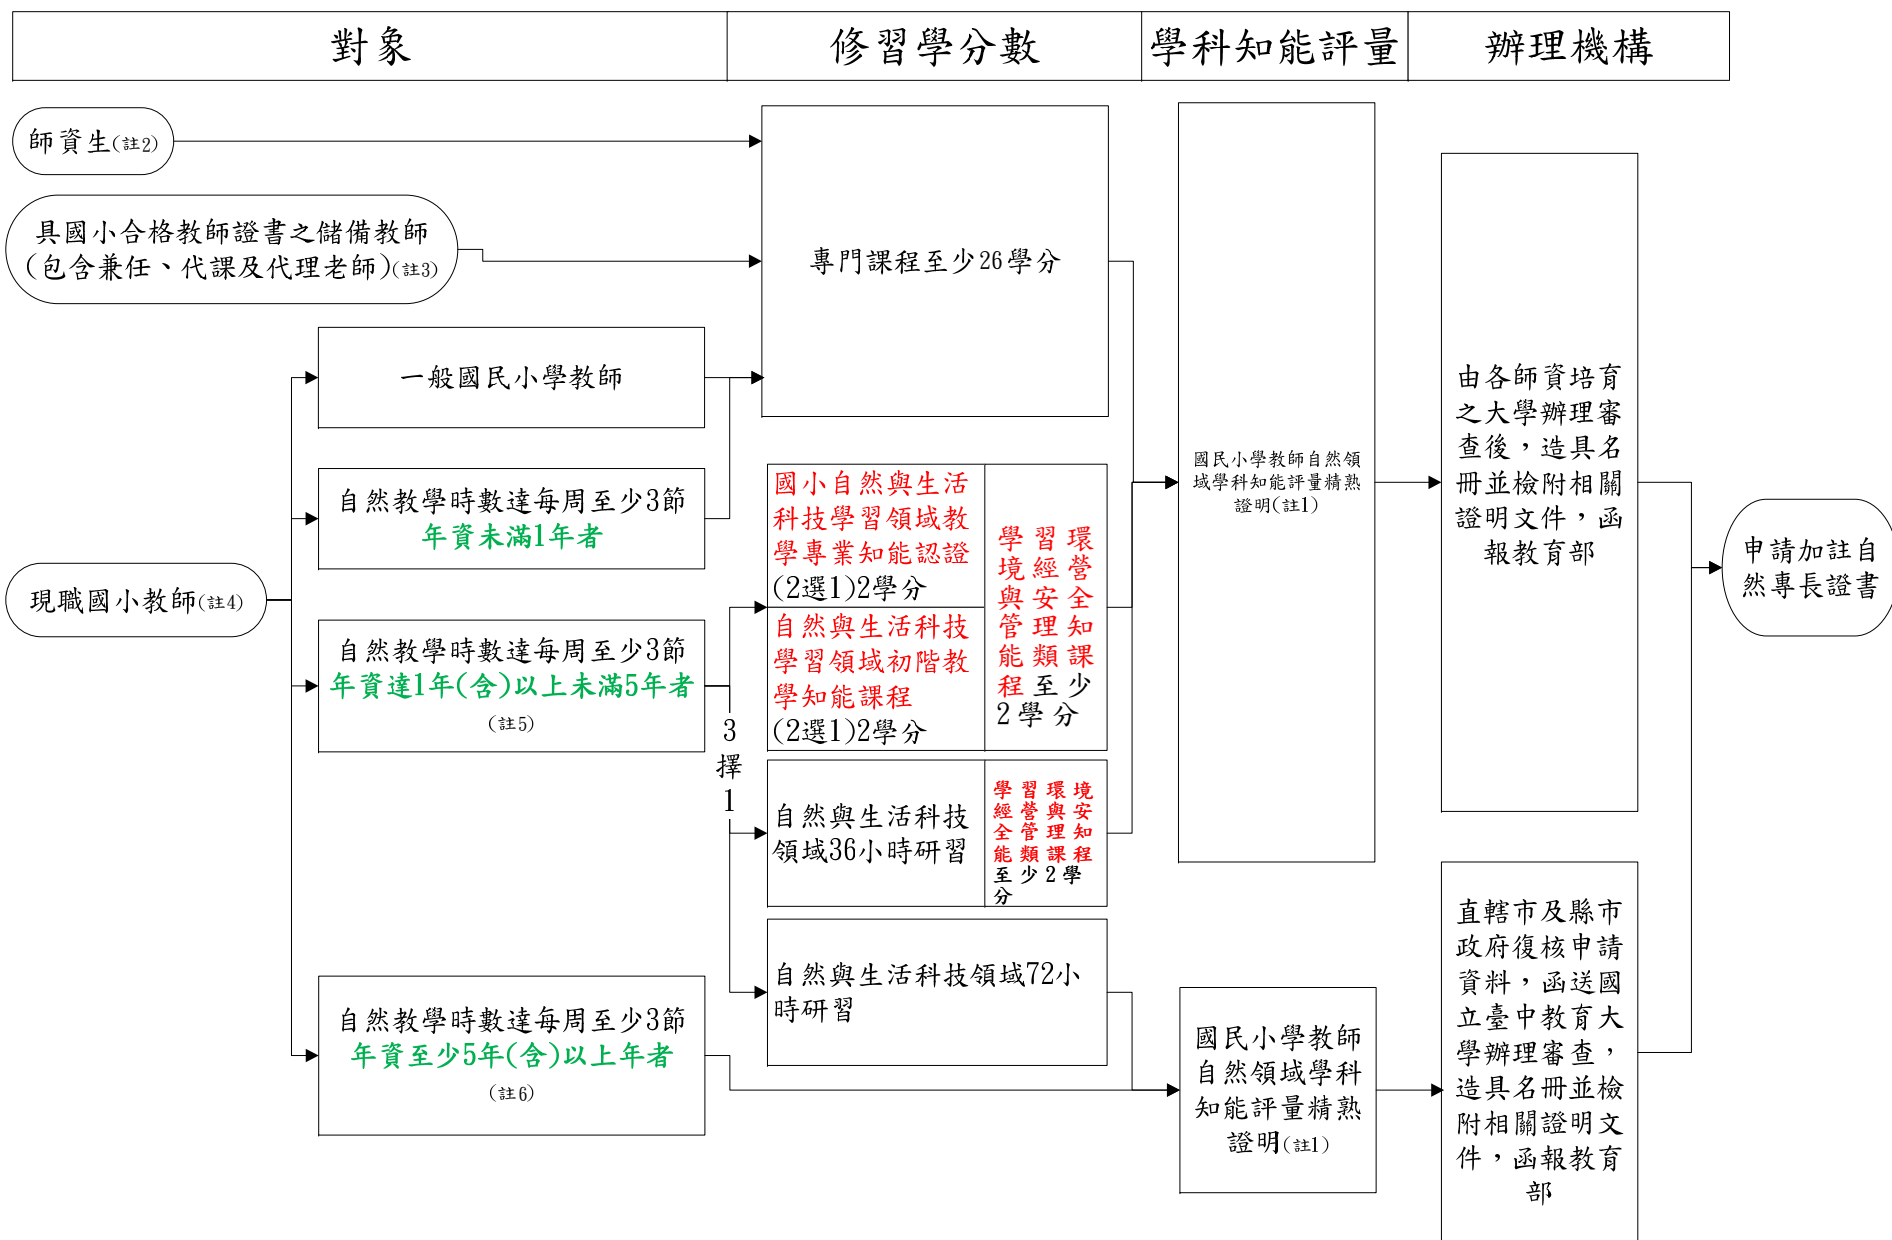 對象
修習學分數
學科知能評量
辦理機構
師資生(註2)
具國小合格教師證書之儲備教師
(包含兼任、代課及代理老師)(註3)
現職國小教師(註4)
一般國民小學教師
自然教學時數達每周至少3節
年資未滿1年者
自然教學時數達每周至少3節
年資達1年(含)以上未滿5年者
(註5)
自然教學時數達每周至少3節
年資至少5年(含)以上年者
(註6)
3
擇
1
專門課程至少26學分
國小自然與生活
科技學習領域教
學專業知能認證
(2選1)2學分
自然與生活科技
學習領域初階教
學知能課程
(2選1)2學分
學習環
境經營
與安全
管理知
能類課
程至少
2學分
自然與生活科技
領域36小時研習
學習環境
經營與安
全管理知
能類課程
至少2學
分
自然與生活科技領域72小
時研習
國民小學教師自然領
域學科知能評量精熟
證明(註1)
國民小學教師
自然領域學科
知能評量精熟
證明(註1)
由各師資培育
之大學辦理審
查後，造具名
冊並檢附相關
證明文件，函
報教育部
直轄市及縣市
政府復核申請
資料，函送國
立臺中教育大
學辦理審查，
造具名冊並檢
附相關證明文
件，函報教育
部
申請加註自
然專長證書